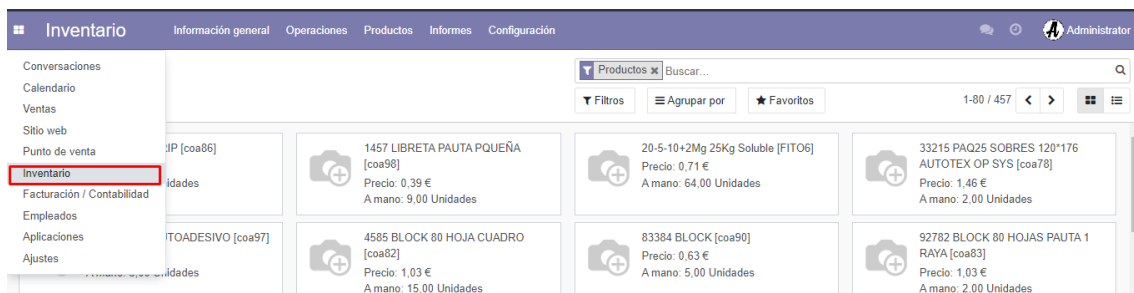 Inventario Información general Operaciones Productos Informes Configuración Administrator
Conversaciones
Calendario
Ventas
Sitio web
Punto de venta
Inventario
Facturación / Contabilidad
Empleados
Aplicaciones
Ajustes
Productos Buscar...
Filtros Agrupar por Favoritos 1-80 / 457
[coa86]
1457 LIBRETA PAUTA PQUEÑA
[coa98]
Precio: 0,39 €
A mano: 9,00 Unidades
20-5-10+2Mg 25Kg Soluble [FITO6]
Precio: 0,71 €
A mano: 64,00 Unidades
33215 PAQ25 SOBRES 120*176
AUTOTEX OP SYS [coa78]
Precio: 1,46 €
A mano: 2,00 Unidades
[coa97]
4585 BLOCK 80 HOJA CUADRO
[coa82]
Precio: 1,03 €
A mano: 15,00 Unidades
83384 BLOCK [coa90]
Precio: 0,63 €
A mano: 5,00 Unidades
92782 BLOCK 80 HOJAS PAUTA 1
RAYA [coa83]
Precio: 1,03 €
A mano: 2,00 Unidades